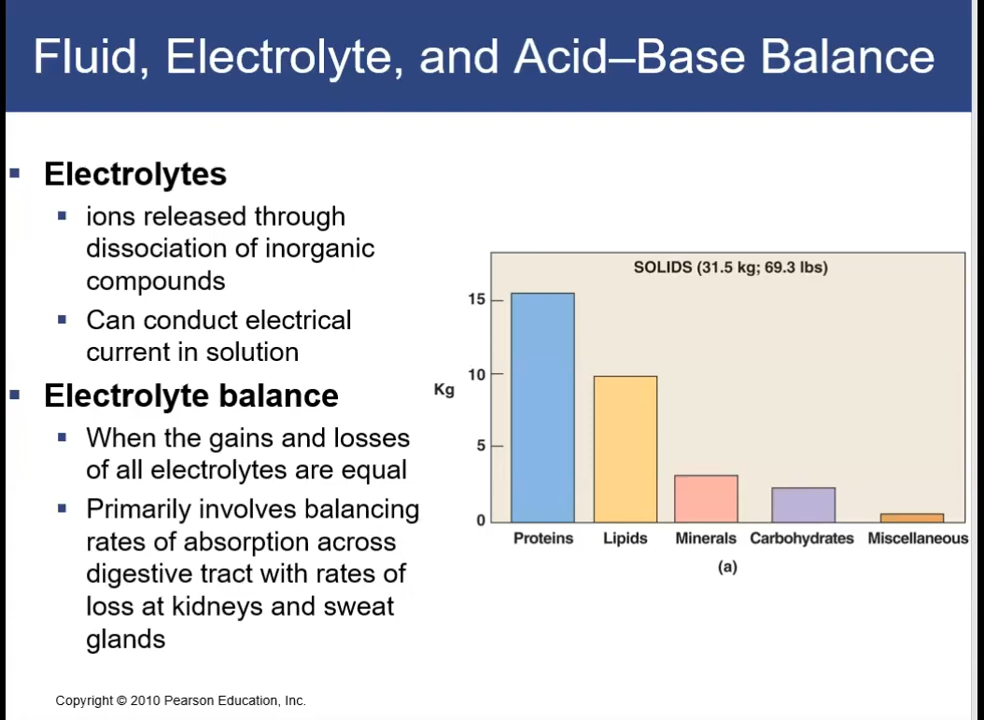 Fluid, Electrolyte, and Acid–Base Balance
Electrolytes
ions released through
dissociation of inorganic
compounds
Can conduct electrical
current in solution
Electrolyte balance
When the gains and losses
of all electrolytes are equal
Primarily involves balancing
rates of absorption across
digestive tract with rates of
loss at kidneys and sweat
glands
SOLIDS (31.5 kg; 69.3 lbs)
15
10
Kg
5
0
Proteins Lipids Minerals Carbohydrates Miscellaneous
(a)
Copyright © 2010 Pearson Education, Inc.